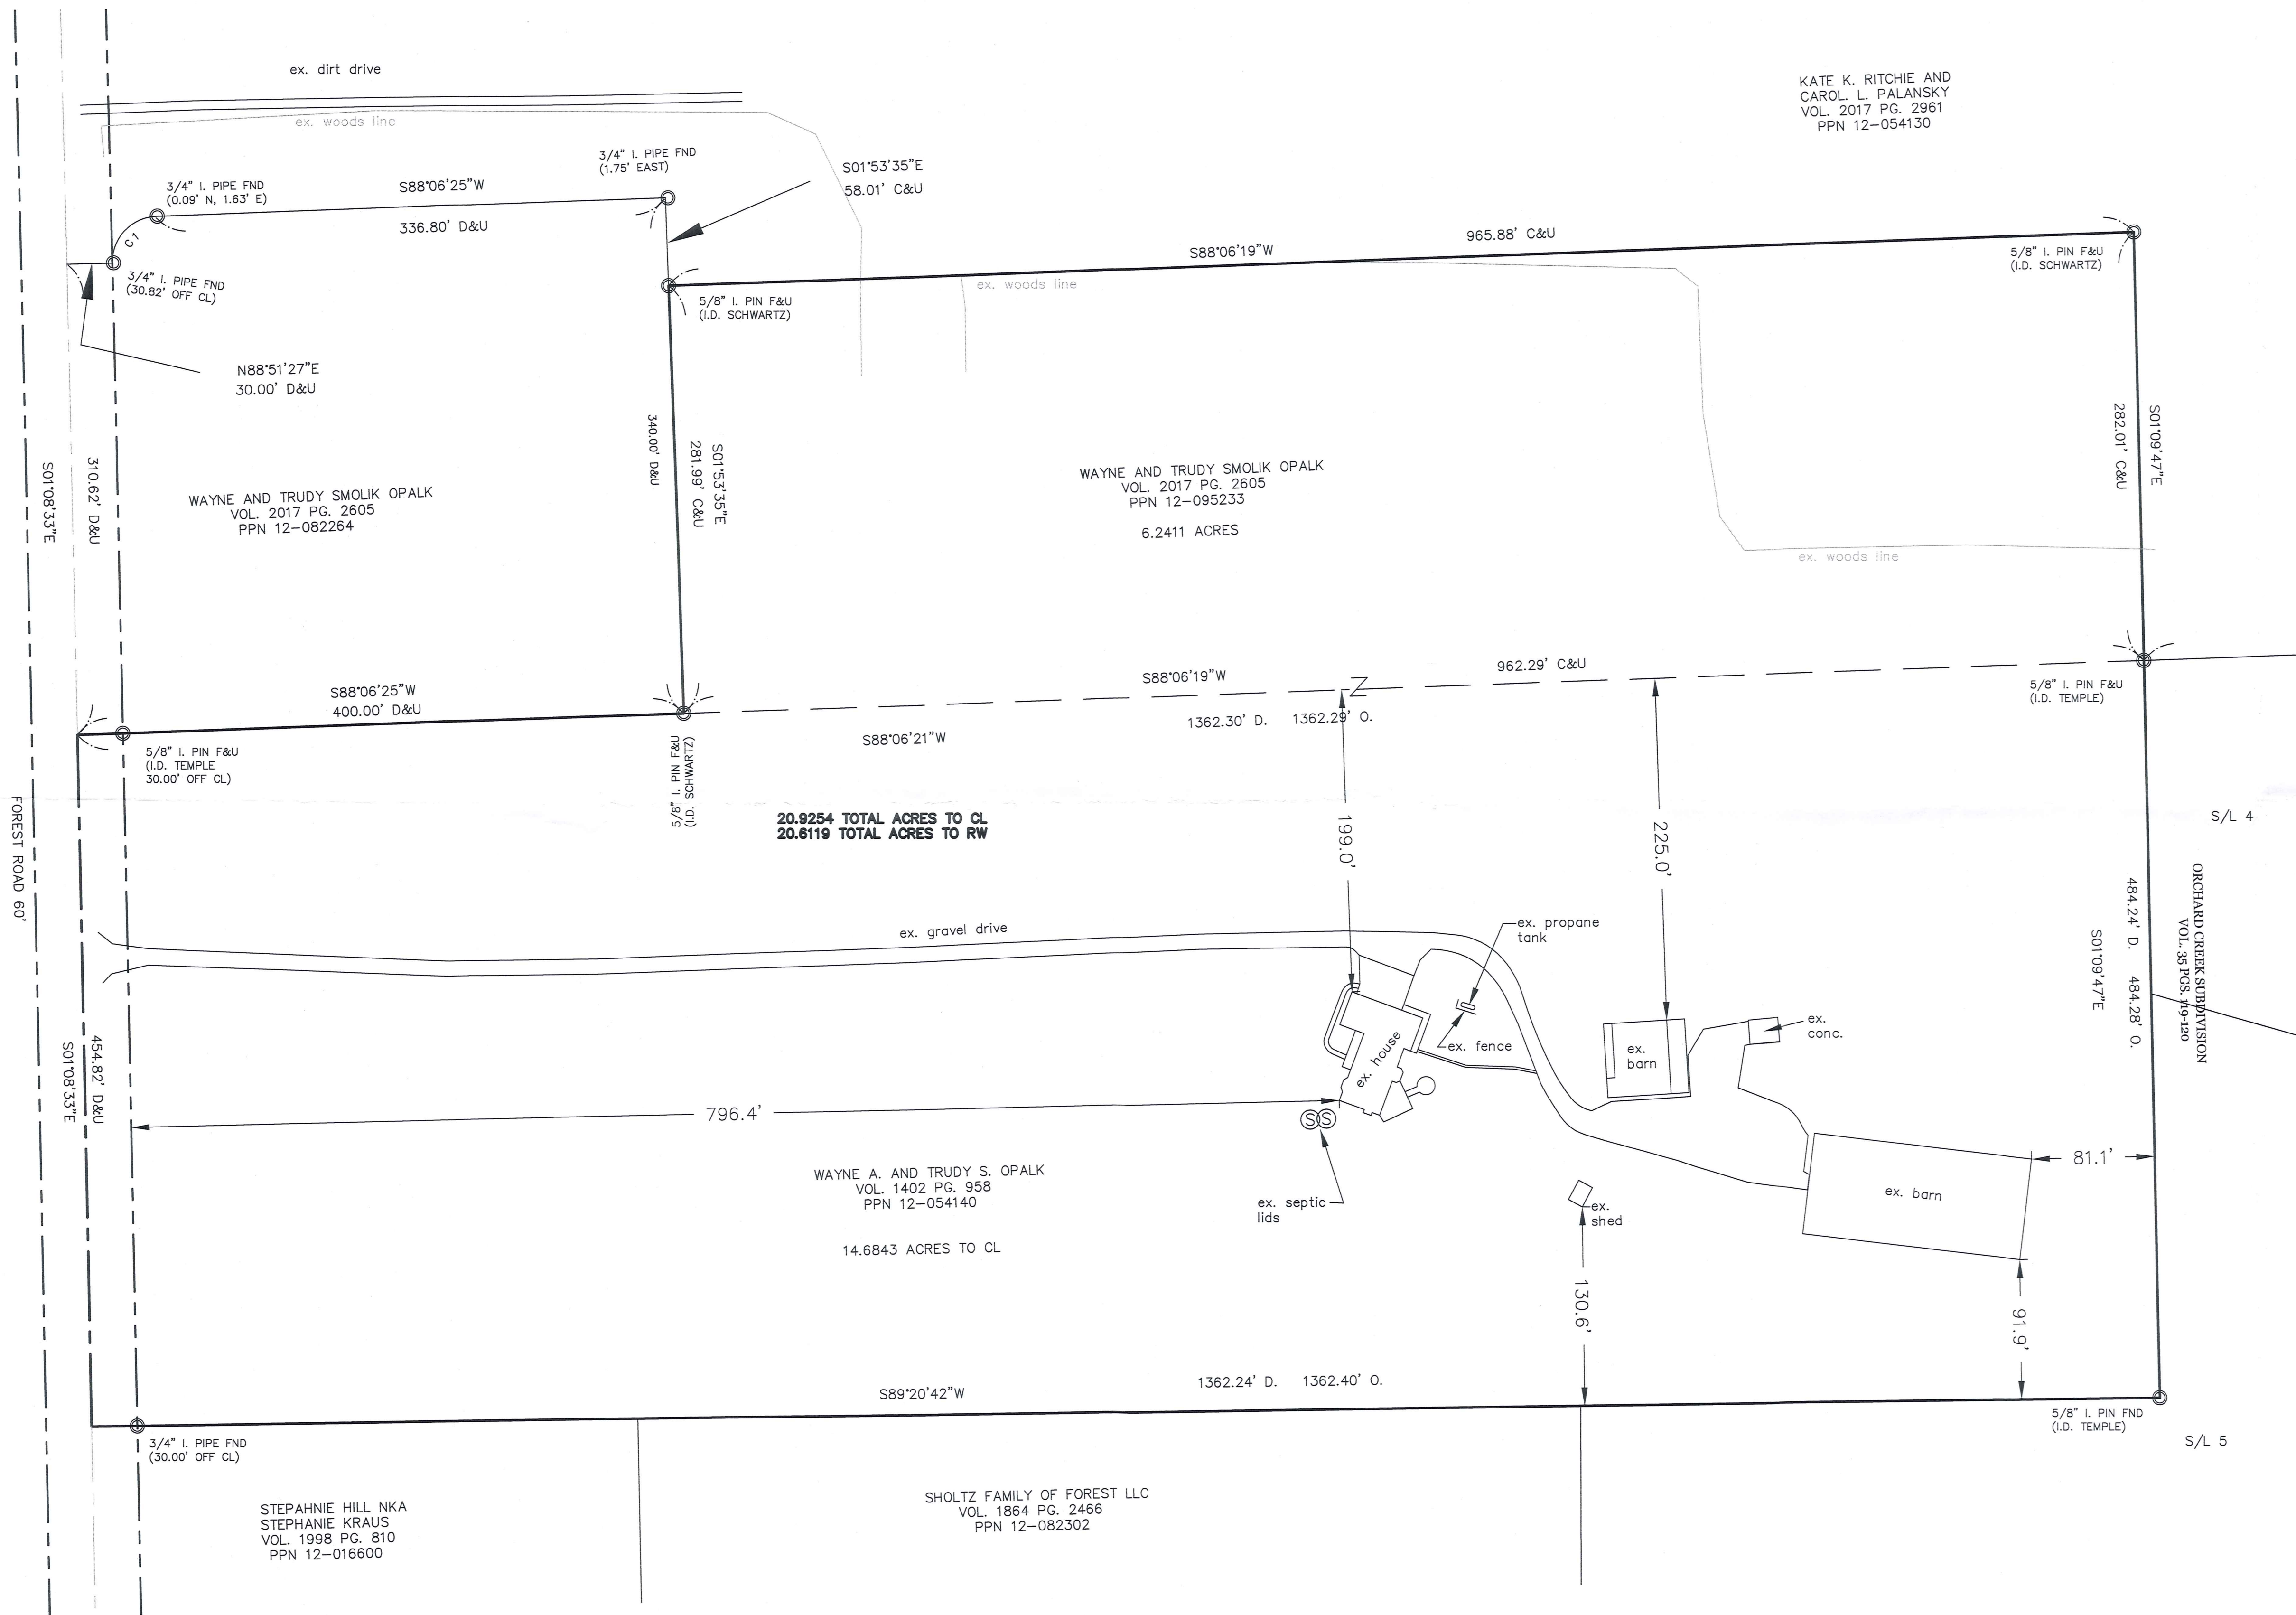 ex. dirt drive
KATE K. RITCHIE AND
CAROL. L. PALANSKY
VOL. 2017 PG. 2961
PPN 12-054130
ex. woods line
3/4" I. PIPE FND
(1.75' EAST)
S01°53'35"E
58.01' C&U
3/4" I. PIPE FND
(0.09' N, 1.63' E)
S88°06'25"W
336.80' D&U
C1
965.88' C&U
S88°06'19"W
5/8" I. PIN F&U
(I.D. SCHWARTZ)
3/4" I. PIPE FND
(30.82' OFF CL)
ex. woods line
5/8" I. PIN F&U
(I.D. SCHWARTZ)
N88°51'27"E
30.00' D&U
S01°08'33"E
310.62' D&U
340.00' D&U
281.99' C&U
S01°53'35"E
282.01' C&U
S01°09'47"E
WAYNE AND TRUDY SMOLIK OPALK
VOL. 2017 PG. 2605
PPN 12-082264
WAYNE AND TRUDY SMOLIK OPALK
VOL. 2017 PG. 2605
PPN 12-095233
6.2411 ACRES
ex. woods line
S88°06'25"W
400.00' D&U
S88°06'19"W
962.29' C&U
Z
1362.30' D. 1362.29' O.
S88°06'21"W
5/8" I. PIN F&U
(I.D. TEMPLE)
5/8" I. PIN F&U
(I.D. TEMPLE
30.00' OFF CL)
5/8" I. PIN F&U
(I.D. SCHWARTZ)
FOREST ROAD 60'
20.9254 TOTAL ACRES TO CL
20.6119 TOTAL ACRES TO RW
199.0'
225.0'
S/L 4
484.24' D. 484.28' O.
S01°09'47"E
ORCHARD CREEK SUBDIVISION
VOL. 35 PGS. 119-120
ex. gravel drive
ex. propane
tank
ex. fence
ex. house
ex.
barn
ex.
conc.
454.82' D&U
S01°08'33"E
796.4'
S S
81.1'
WAYNE A. AND TRUDY S. OPALK
VOL. 1402 PG. 958
PPN 12-054140
14.6843 ACRES TO CL
ex. septic
lids
ex.
shed
ex. barn
130.6'
91.9'
S89°20'42"W
1362.24' D. 1362.40' O.
5/8" I. PIN FND
(I.D. TEMPLE)
S/L 5
3/4" I. PIPE FND
(30.00' OFF CL)
STEPAHNIE HILL NKA
STEPHANIE KRAUS
VOL. 1998 PG. 810
PPN 12-016600
SHOLTZ FAMILY OF FOREST LLC
VOL. 1864 PG. 2466
PPN 12-082302